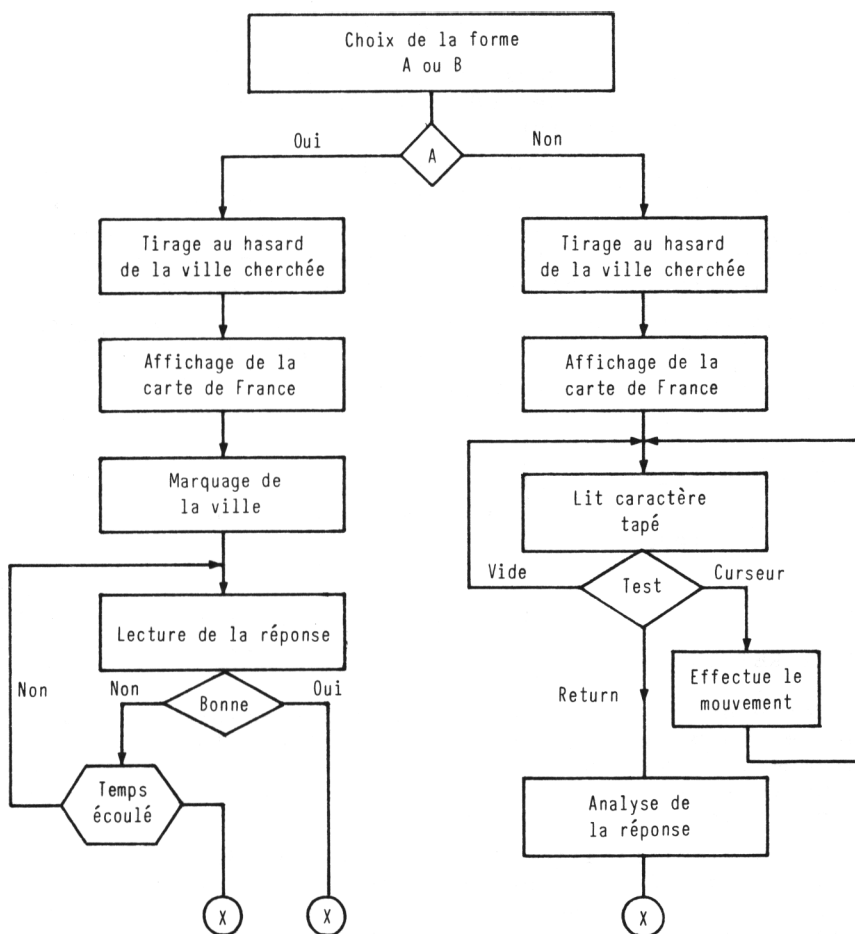 Choix de la forme
A ou B
Oui
A
Non
Tirage au hasard
de la ville cherchée
Affichage de la
carte de France
Marquage de
la ville
Lecture de la réponse
Non
Non
Bonne
Oui
Temps
écoulé
X
X
Tirage au hasard
de la ville cherchée
Affichage de la
carte de France
Lit caractère
tapé
Vide
Test
Curseur
Return
Effectue le
mouvement
Analyse de
la réponse
X